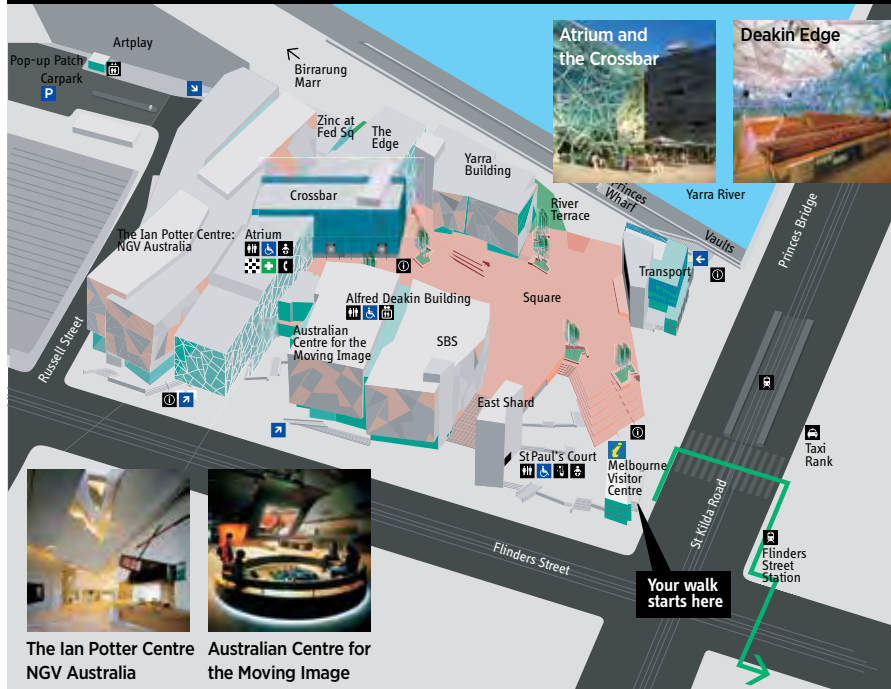 Atrium and
the Crossbar
Deakin Edge
Artplay
Pop-up Patch
Carpark
P
Birrarung
Marr
Zinc at
Fed Sq
The
Edge
Yarra
Building
Crossbar
River
Terrace
Princes
Wharf
Yarra River
Vaults
Princes Bridge
The Ian Potter Centre:
NGV Australia
Atrium
Transport
Alfred Deakin Building
Square
Australian
Centre for the
Moving Image
SBS
Russell Street
East Shard
St Paul's Court
Melbourne
Visitor
Centre
Taxi
Rank
St Kilda Road
Flinders Street
Flinders
Street
Station
Your walk
starts here
The Ian Potter Centre
NGV Australia
Australian Centre for
the Moving Image